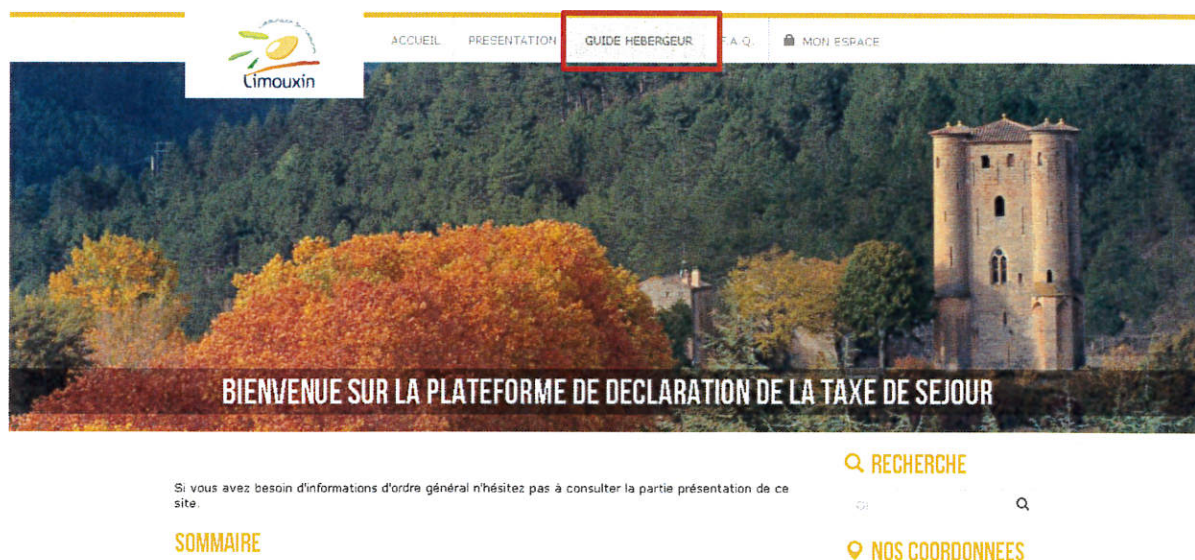 Limouxin
ACCUEIL PRESENTATION GUIDE HEBERGEUR F.A.Q. MON ESPACE
BIENVENUE SUR LA PLATEFORME DE DECLARATION DE LA TAXE DE SEJOUR
RECHERCHE
Si vous avez besoin d'informations d'ordre général n'hésitez pas à consulter la partie présentation de ce
site.
SOMMAIRE
NOS COORDONNEES